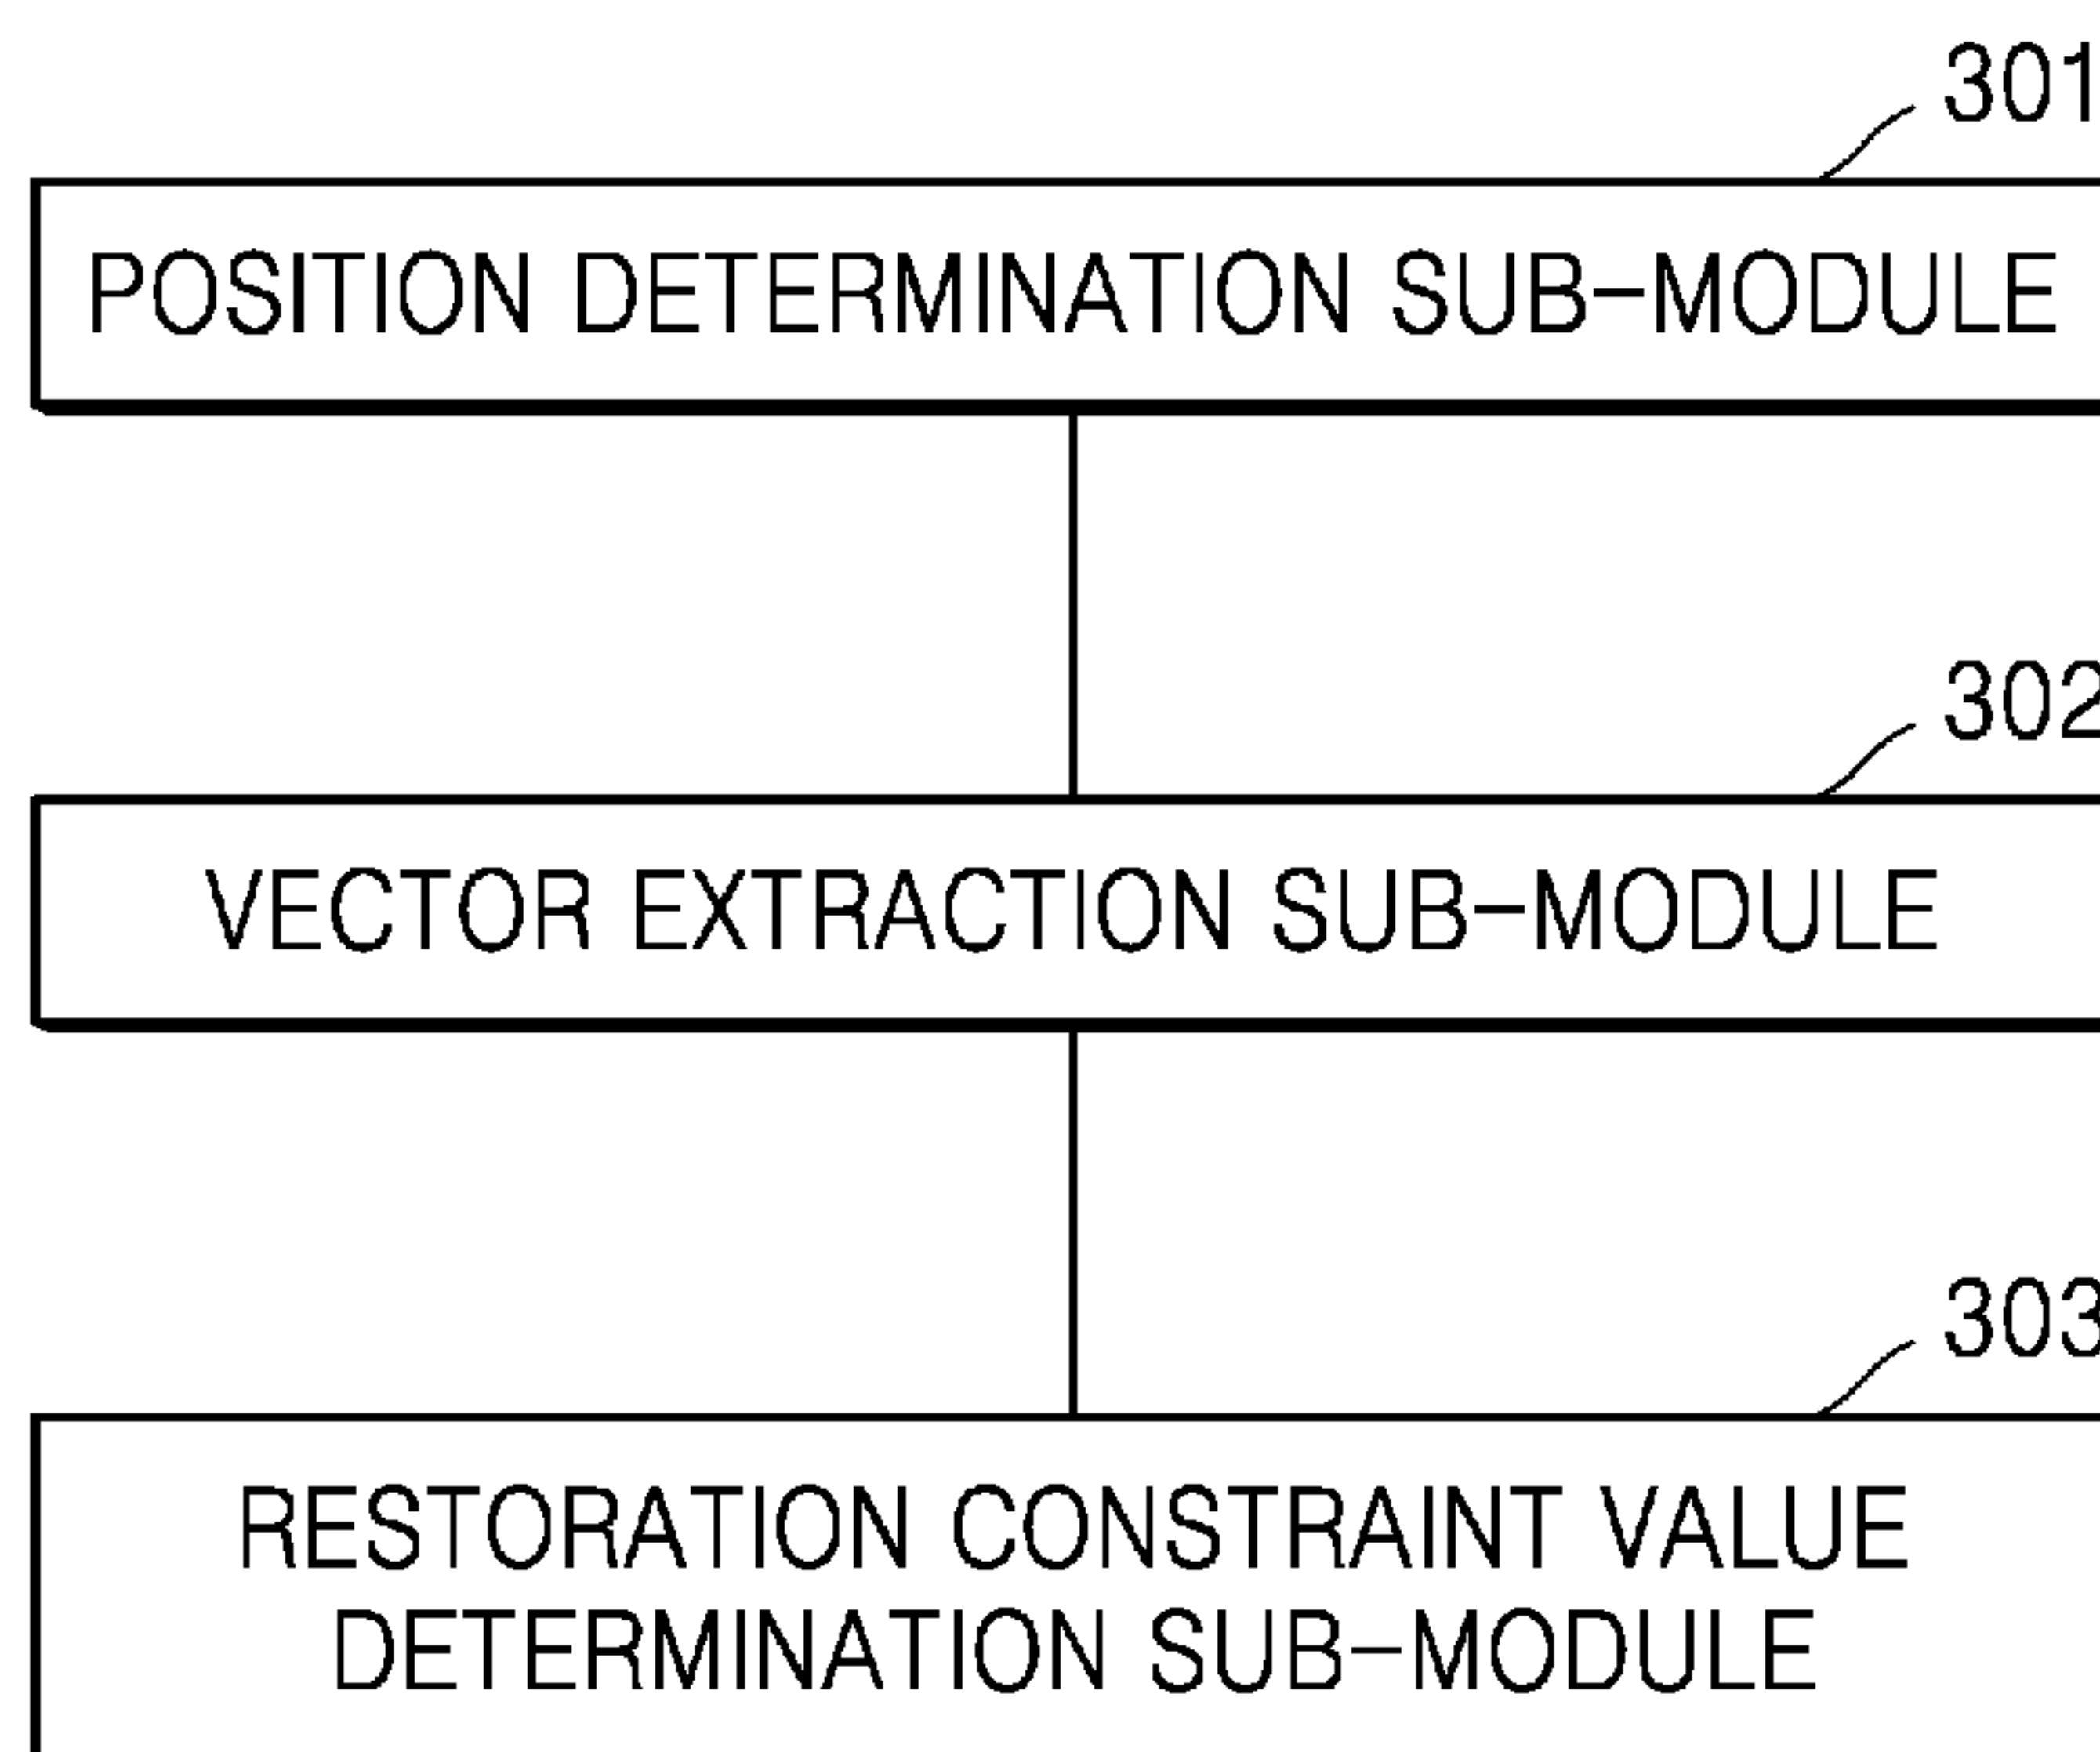 301
POSITION DETERMINATION SUB-MODULE
302
VECTOR EXTRACTION SUB-MODULE
303
RESTORATION CONSTRAINT VALUE
DETERMINATION SUB-MODULE